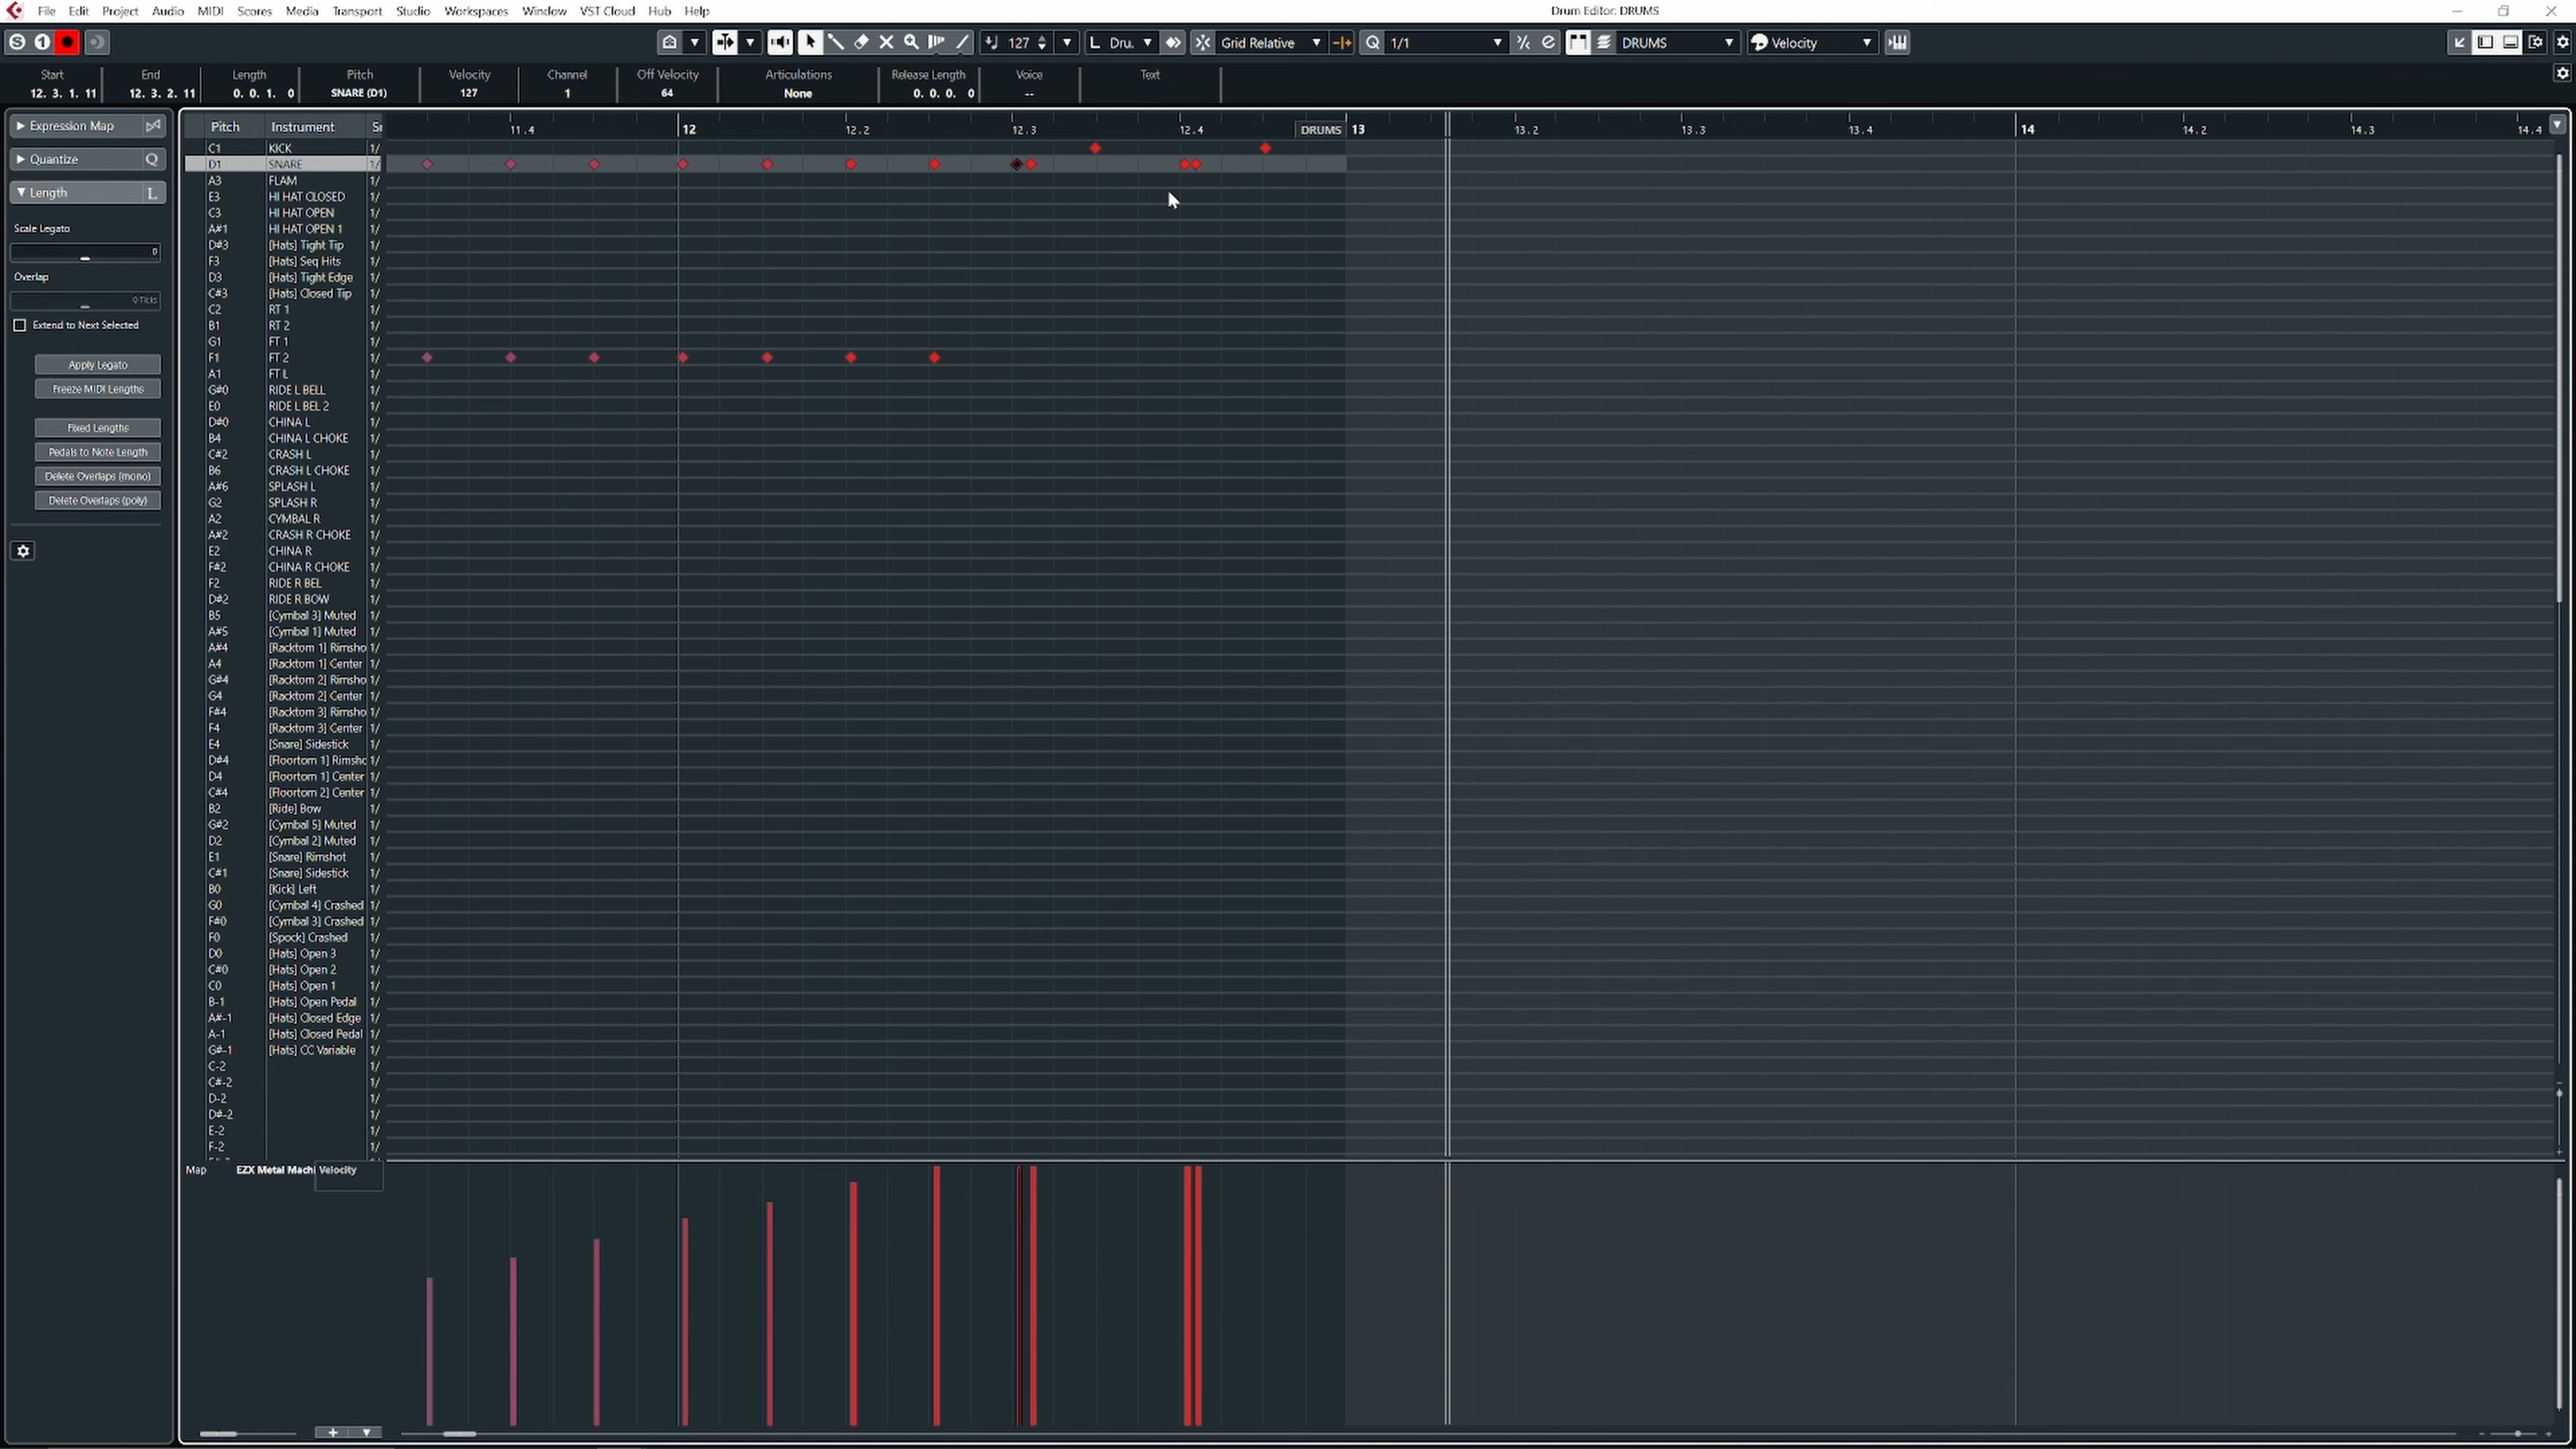 File Edit Project Audio MIDI Scores Media Transport Studio Workspaces Window VST Cloud Hub Help
Drum Editor: DRUMS
127 L Dru. Grid Relative Q 1/1 DRUMS Velocity
Start End Length Pitch Velocity Channel Off Velocity Articulations Release Length Voice Text
12. 3. 1. 11 12. 3. 2. 11 0. 0. 1. 0 SNARE (D1) 127 1 64 None 0. 0. 0. 0 --
Expression Map
Quantize Q
Length L
Scale Legato
0
Overlap
0 Ticks
Extend to Next Selected
Apply Legato
Freeze MIDI Lengths
Fixed Lengths
Pedals to Note Length
Delete Overlaps (mono)
Delete Overlaps (poly)
Pitch Instrument
11.4 12 12.2 12.3 12.4 DRUMS 13 13.2 13.3 13.4 14 14.2 14.3 14.4
C1 KICK 1/
D1 SNARE 1/
A3 FLAM 1/
E3 HI HAT CLOSED 1/
C3 HI HAT OPEN 1/
A#1 HI HAT OPEN 1 1/
D#3 [Hats] Tight Tip 1/
F3 [Hats] Seq Hits 1/
D3 [Hats] Tight Edge 1/
C#3 [Hats] Closed Tip 1/
C2 RT 1 1/
B1 RT 2 1/
G1 FT 1 1/
F1 FT 2 1/
A1 FT L 1/
G#0 RIDE L BELL 1/
E0 RIDE L BEL 2 1/
D#0 CHINA L 1/
B4 CHINA L CHOKE 1/
C#2 CRASH L 1/
B6 CRASH L CHOKE 1/
A#6 SPLASH L 1/
G2 SPLASH R 1/
A2 CYMBAL R 1/
A#2 CRASH R CHOKE 1/
E2 CHINA R 1/
F#2 CHINA R CHOKE 1/
F2 RIDE R BEL 1/
D#2 RIDE R BOW 1/
B5 [Cymbal 3] Muted 1/
A#5 [Cymbal 1] Muted 1/
A#4 [Racktom 1] Rimsho 1/
A4 [Racktom 1] Center 1/
G#4 [Racktom 2] Rimsho 1/
G4 [Racktom 2] Center 1/
F#4 [Racktom 3] Rimsho 1/
F4 [Racktom 3] Center 1/
E4 [Snare] Sidestick 1/
D#4 [Floortom 1] Rimsho 1/
D4 [Floortom 1] Center 1/
C#4 [Floortom 2] Center 1/
B2 [Ride] Bow 1/
G#2 [Cymbal 5] Muted 1/
D2 [Cymbal 2] Muted 1/
E1 [Snare] Rimshot 1/
C#1 [Snare] Sidestick 1/
B0 [Kick] Left 1/
G0 [Cymbal 4] Crashed 1/
F#0 [Cymbal 3] Crashed 1/
F0 [Spock] Crashed 1/
D0 [Hats] Open 3 1/
C#0 [Hats] Open 2 1/
C0 [Hats] Open 1 1/
B-1 [Hats] Open Pedal 1/
A#-1 [Hats] Closed Edge 1/
A-1 [Hats] Closed Pedal 1/
G#-1 [Hats] CC Variable 1/
C-2 1/
C#-2 1/
D-2 1/
D#-2 1/
E-2 1/
F-2 1/
Map EZX Metal Machi Velocity